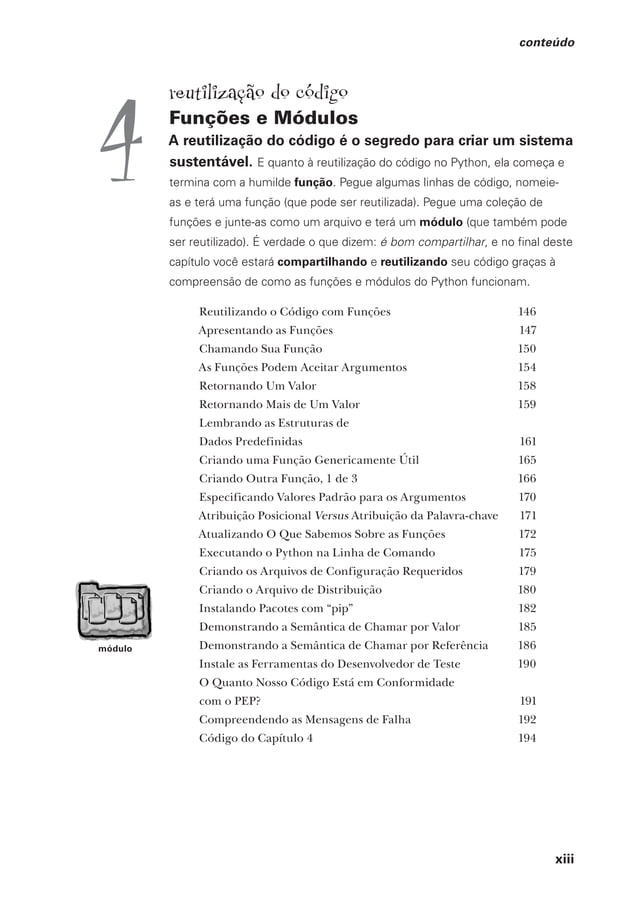 conteúdo
4
reutilização do código
Funções e Módulos
A reutilização do código é o segredo para criar um sistema
sustentável. E quanto à reutilização do código no Python, ela começa e
termina com a humilde função. Pegue algumas linhas de código, nomeie-
as e terá uma função (que pode ser reutilizada). Pegue uma coleção de
funções e junte-as como um arquivo e terá um módulo (que também pode
ser reutilizado). É verdade o que dizem: é bom compartilhar, e no final deste
capítulo você estará compartilhando e reutilizando seu código graças à
compreensão de como as funções e módulos do Python funcionam.
Reutilizando o Código com Funções 146
Apresentando as Funções 147
Chamando Sua Função 150
As Funções Podem Aceitar Argumentos 154
Retornando Um Valor 158
Retornando Mais de Um Valor 159
Lembrando as Estruturas de
Dados Predefinidas 161
Criando uma Função Genericamente Útil 165
Criando Outra Função, 1 de 3 166
Especificando Valores Padrão para os Argumentos 170
Atribuição Posicional Versus Atribuição da Palavra-chave 171
Atualizando O Que Sabemos Sobre as Funções 172
Executando o Python na Linha de Comando 175
Criando os Arquivos de Configuração Requeridos 179
Criando o Arquivo de Distribuição 180
Instalando Pacotes com “pip” 182
Demonstrando a Semântica de Chamar por Valor 185
Demonstrando a Semântica de Chamar por Referência 186
Instale as Ferramentas do Desenvolvedor de Teste 190
O Quanto Nosso Código Está em Conformidade
com o PEP? 191
Compreendendo as Mensagens de Falha 192
Código do Capítulo 4 194
módulo
xiii